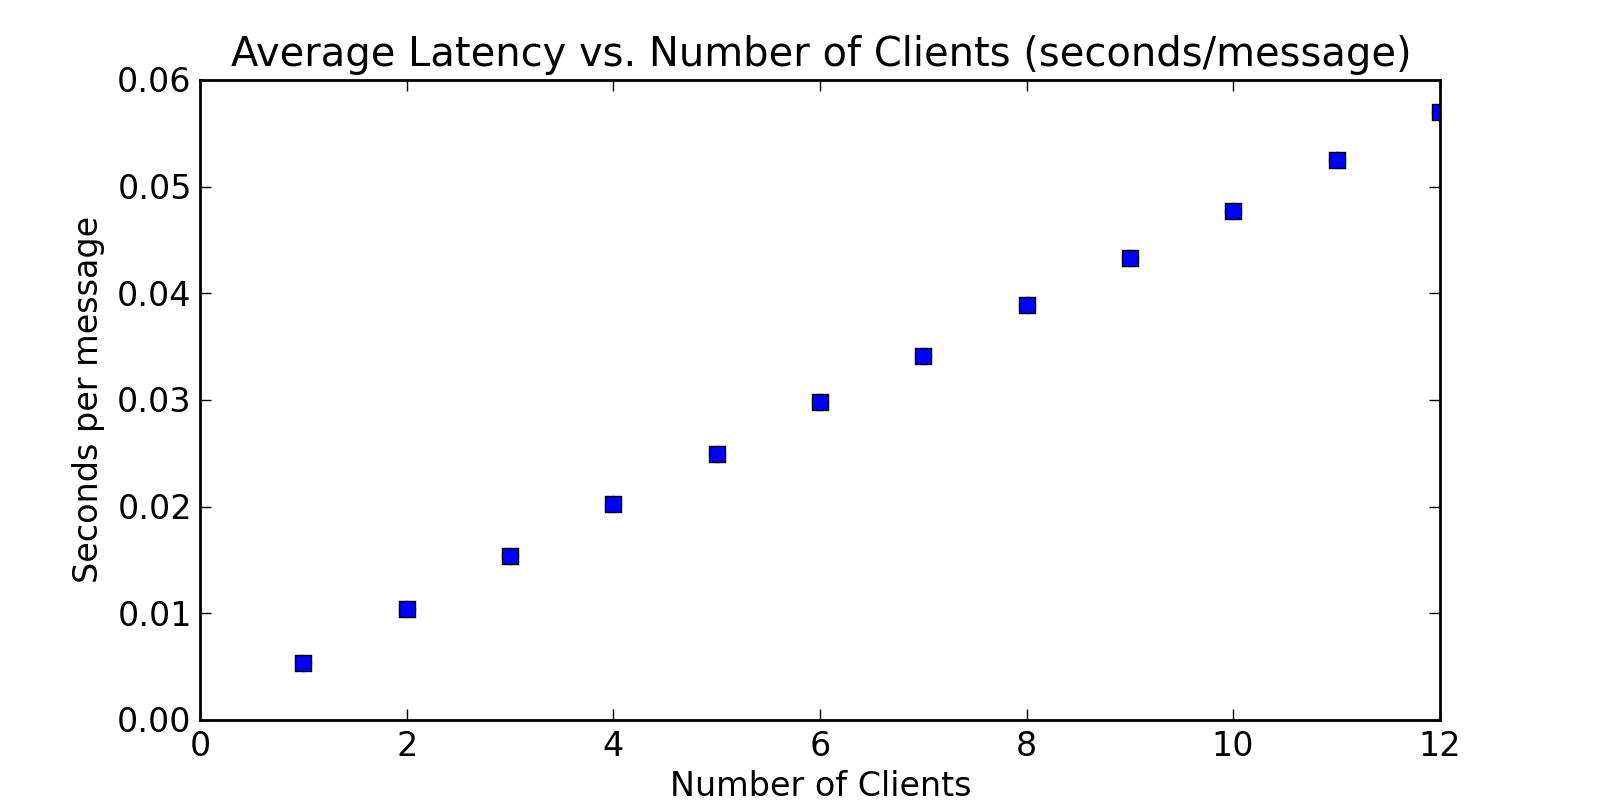 Average Latency vs. Number of Clients (seconds/message)
0.06
0.05
0.04
0.03
0.02
0.01
0.00
Seconds per message
0 2 4 6 8 10 12
Number of Clients